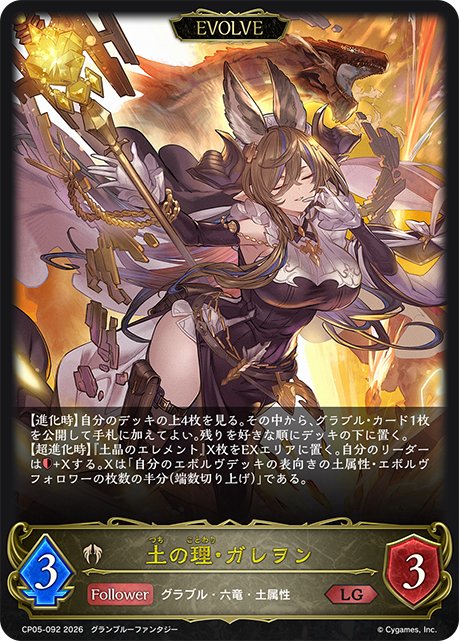 EVOLVE
【進化時】自分のデッキの上4枚を見る。その中から、グラブル・カード1枚
を公開して手札に加えてよい。残りを好きな順にデッキの下に置く。
【超進化時】『土晶のエレメント』X枚をEXエリアに置く。自分のリーダー
は+Xする。Xは「自分のエボルヴデッキの表向きの土属性・エボルヴ
フォロワーの枚数の半分(端数切り上げ)」である。
つち ことわり
土の理・ガレヲン
3
3
Follower グラブル・六竜・土属性 LG
CP05-092 2026 グランブルーファンタジー © Cygames, Inc.